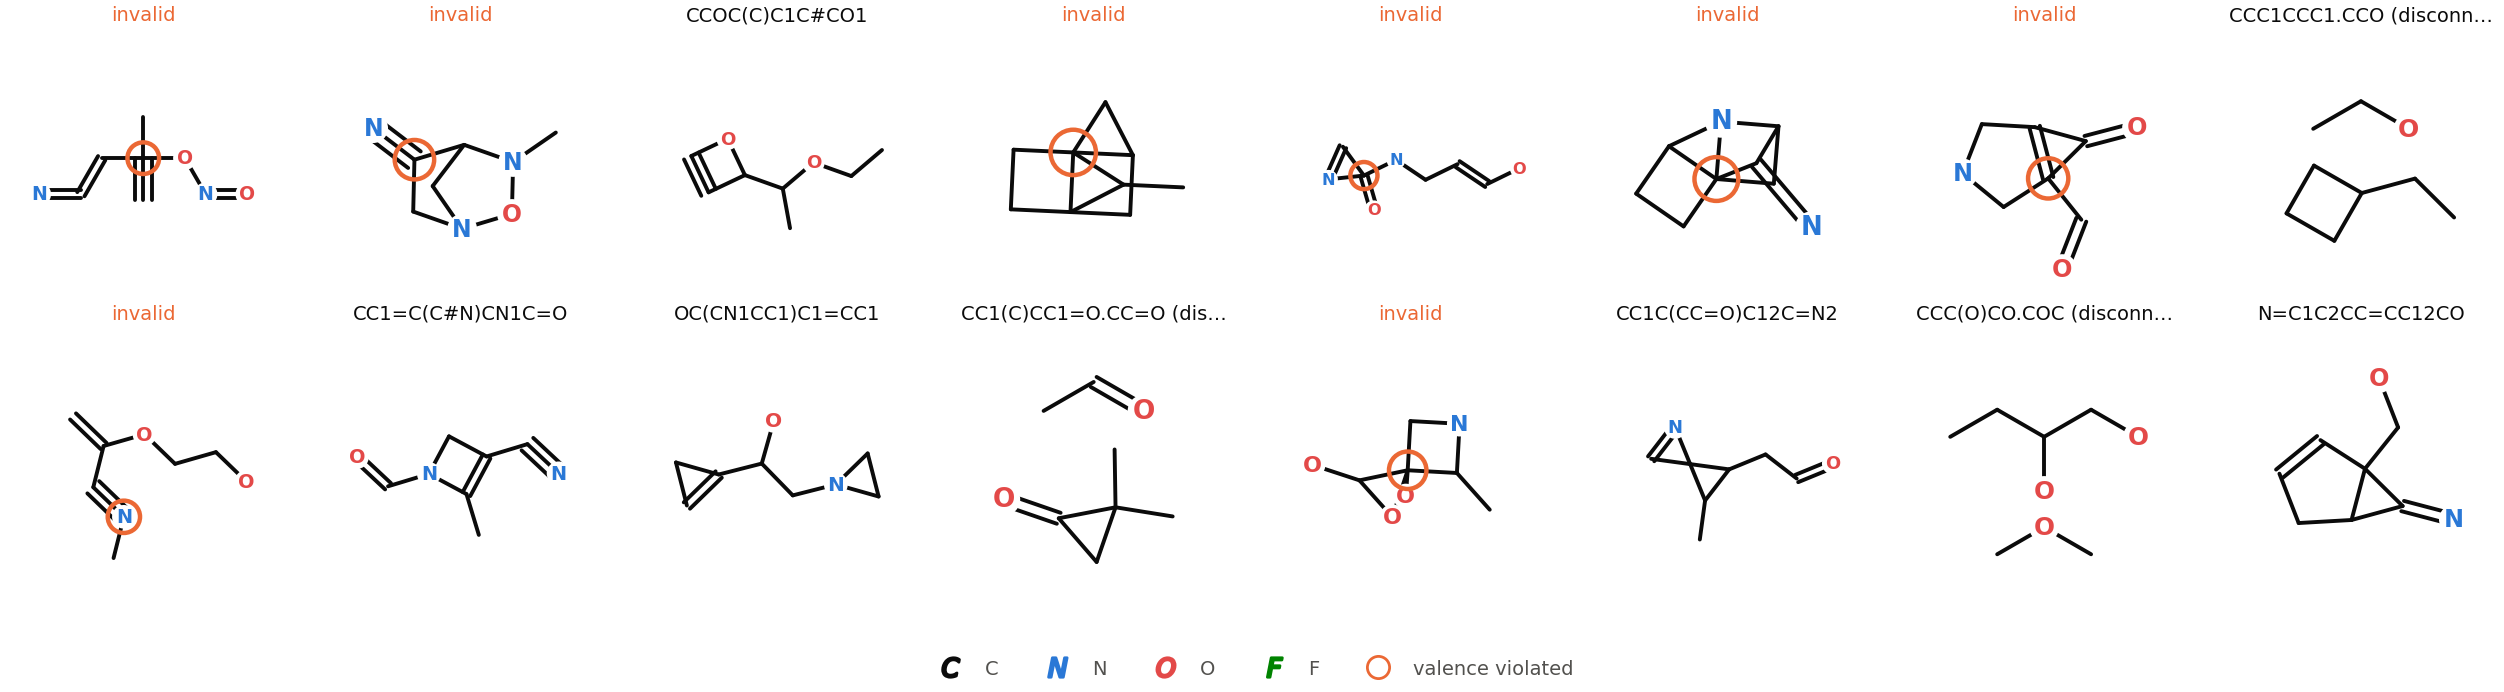 invalid
invalid
CCOC(C)C1C#CO1
invalid
invalid
invalid
invalid
CCC1CCC1.CCO (disconn...
N
O
N
O
N
N
O
N
O
O
N
N
O
N
O
N
N
O
O
O
invalid
CC1=C(C#N)CN1C=O
OC(CN1CC1)C1=CC1
CC1(C)CC1=O.CC=O (dis...
invalid
CC1C(CC=O)C12C=N2
CCC(O)CO.COC (disconn...
N=C1C2CC=CC12CO
O
O
N
O
N
N
O
N
O
O
O
O
O
N
N
O
O
O
O
O
N
C C N N O O F F valence violated